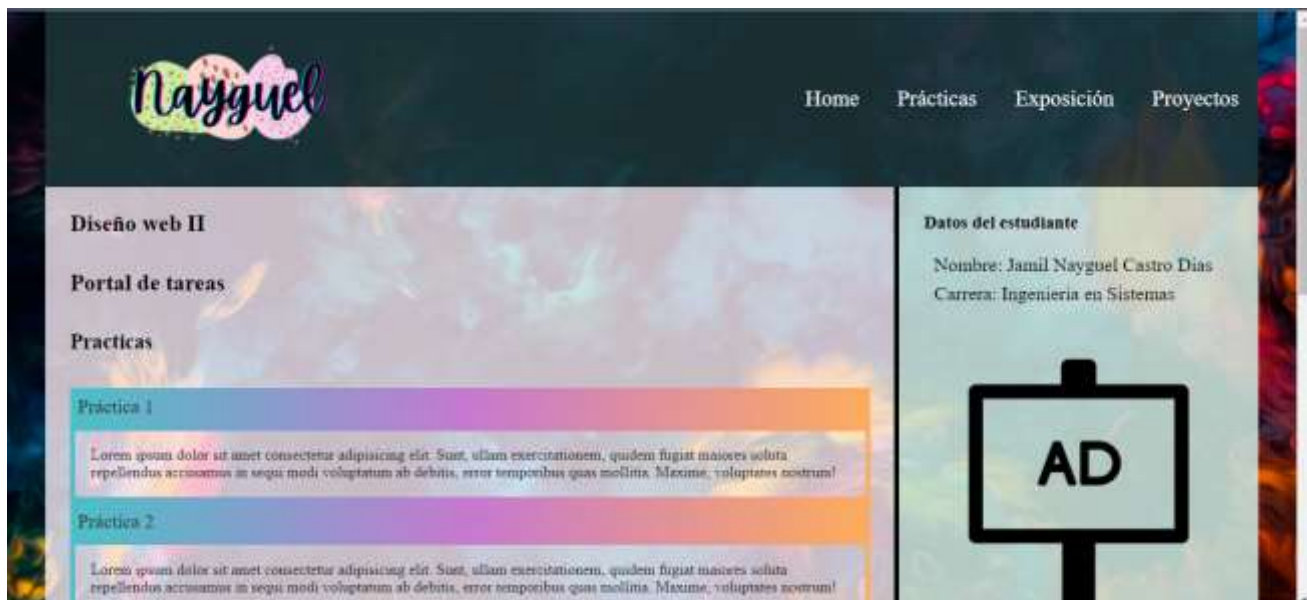 Nayguel
Home Prácticas Exposición Proyectos
Diseño web II
Portal de tareas
Practicas
Práctica 1
Lorem ipsum dolor sit amet consectetur adipisicing elit. Sunt, ullam exercitationem, quidem fugiat maiores soluta
repellendus accusamus in sequi modi voluptatum ab debitis, error temporibus quas mollitia. Maxime, voluptates nostrum!
Práctica 2
Lorem ipsum dolor sit amet consectetur adipisicing elit. Sunt, ullam exercitationem, quidem fugiat maiores soluta
repellendus accusamus in sequi modi voluptatum ab debitis, error temporibus quas mollitia. Maxime, voluptates nostrum!
Datos del estudiante
Nombre: Jamil Nayguel Castro Dias
Carrera: Ingenieria en Sistemas
AD